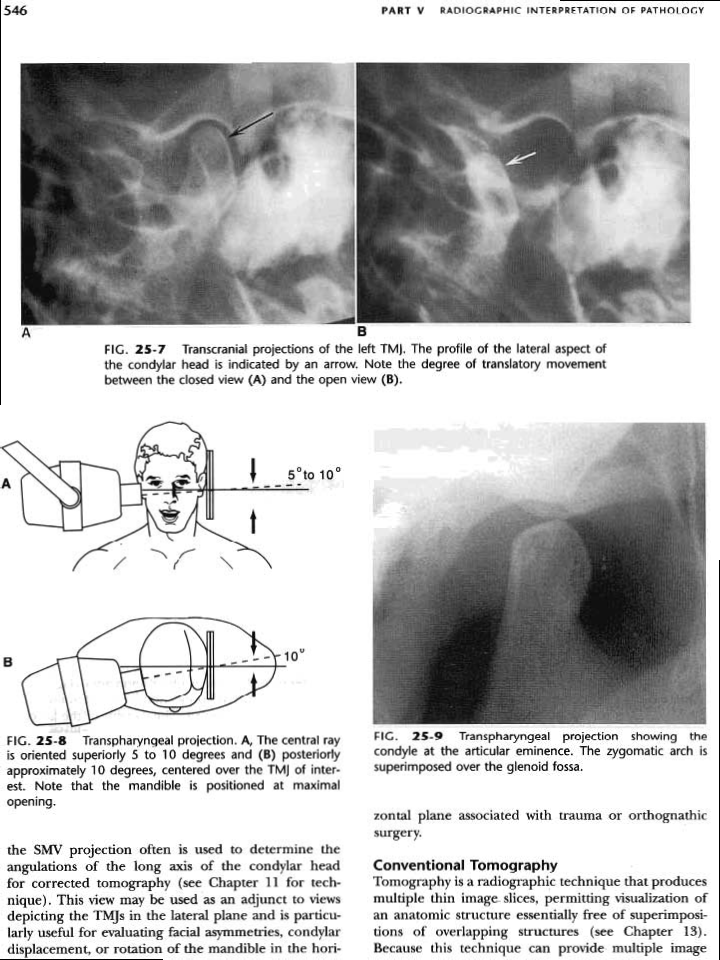 546
PART V RADIOGRAPHIC INTERPRETATION OF PATHOLOGY
A
B
FIG. 25-7 Transcranial projections of the left TMJ. The profile of the lateral aspect of
the condylar head is indicated by an arrow. Note the degree of translatory movement
between the closed view (A) and the open view (B).
A
5° to 10°
B
10°
FIG. 25-8 Transpharyngeal projection. A, The central ray
is oriented superiorly 5 to 10 degrees and (B) posteriorly
approximately 10 degrees, centered over the TMJ of inter-
est. Note that the mandible is positioned at maximal
opening.
the SMV projection often is used to determine the
angulations of the long axis of the condylar head
for corrected tomography (see Chapter 11 for tech-
nique). This view may be used as an adjunct to views
depicting the TMJs in the lateral plane and is particu-
larly useful for evaluating facial asymmetries, condylar
displacement, or rotation of the mandible in the hori-
FIG. 25-9 Transpharyngeal projection showing the
condyle at the articular eminence. The zygomatic arch is
superimposed over the glenoid fossa.
zontal plane associated with trauma or orthognathic
surgery.
Conventional Tomography
Tomography is a radiographic technique that produces
multiple thin image slices, permitting visualization of
an anatomic structure essentially free of superimposi-
tions of overlapping structures (see Chapter 13).
Because this technique can provide multiple image